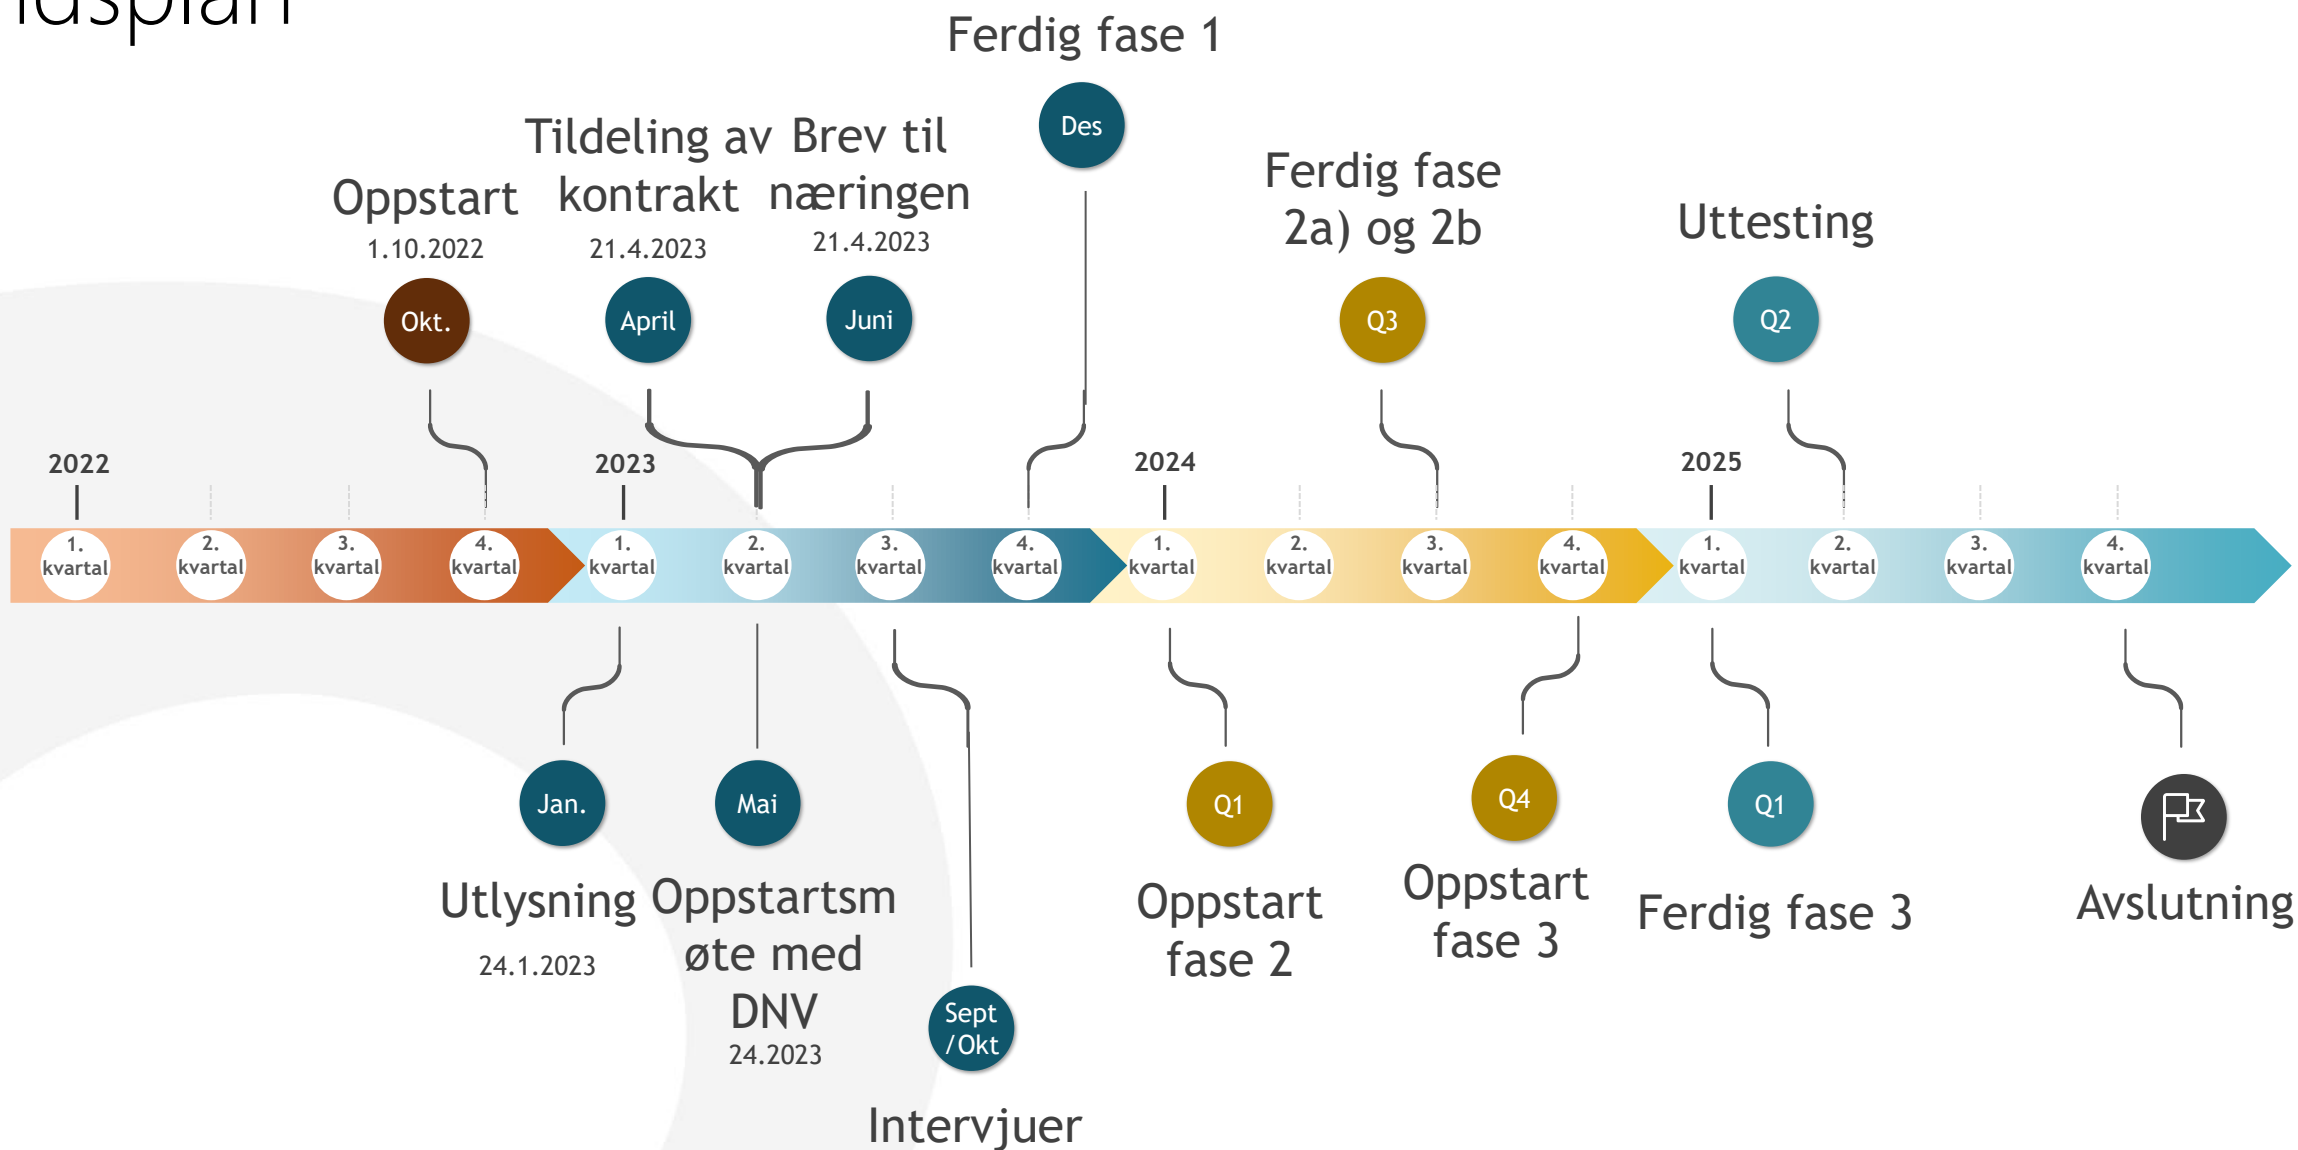 idsplan
Ferdig fase 1
Des
Tildeling av
kontrakt
21.4.2023
April
Brev til
næringen
21.4.2023
Juni
Oppstart
1.10.2022
Okt.
Ferdig fase
2a) og 2b
Q3
Uttesting
Q2
2022
2023
2024
2025
1.
kvartal
2.
kvartal
3.
kvartal
4.
kvartal
1.
kvartal
2.
kvartal
3.
kvartal
4.
kvartal
1.
kvartal
2.
kvartal
3.
kvartal
4.
kvartal
1.
kvartal
2.
kvartal
3.
kvartal
4.
kvartal
Jan.
Utlysning
24.1.2023
Mai
Oppstartsm
øte med
DNV
24.2023
Sept
/Okt
Intervjuer
Q1
Oppstart
fase 2
Q4
Oppstart
fase 3
Q1
Ferdig fase 3
Avslutning